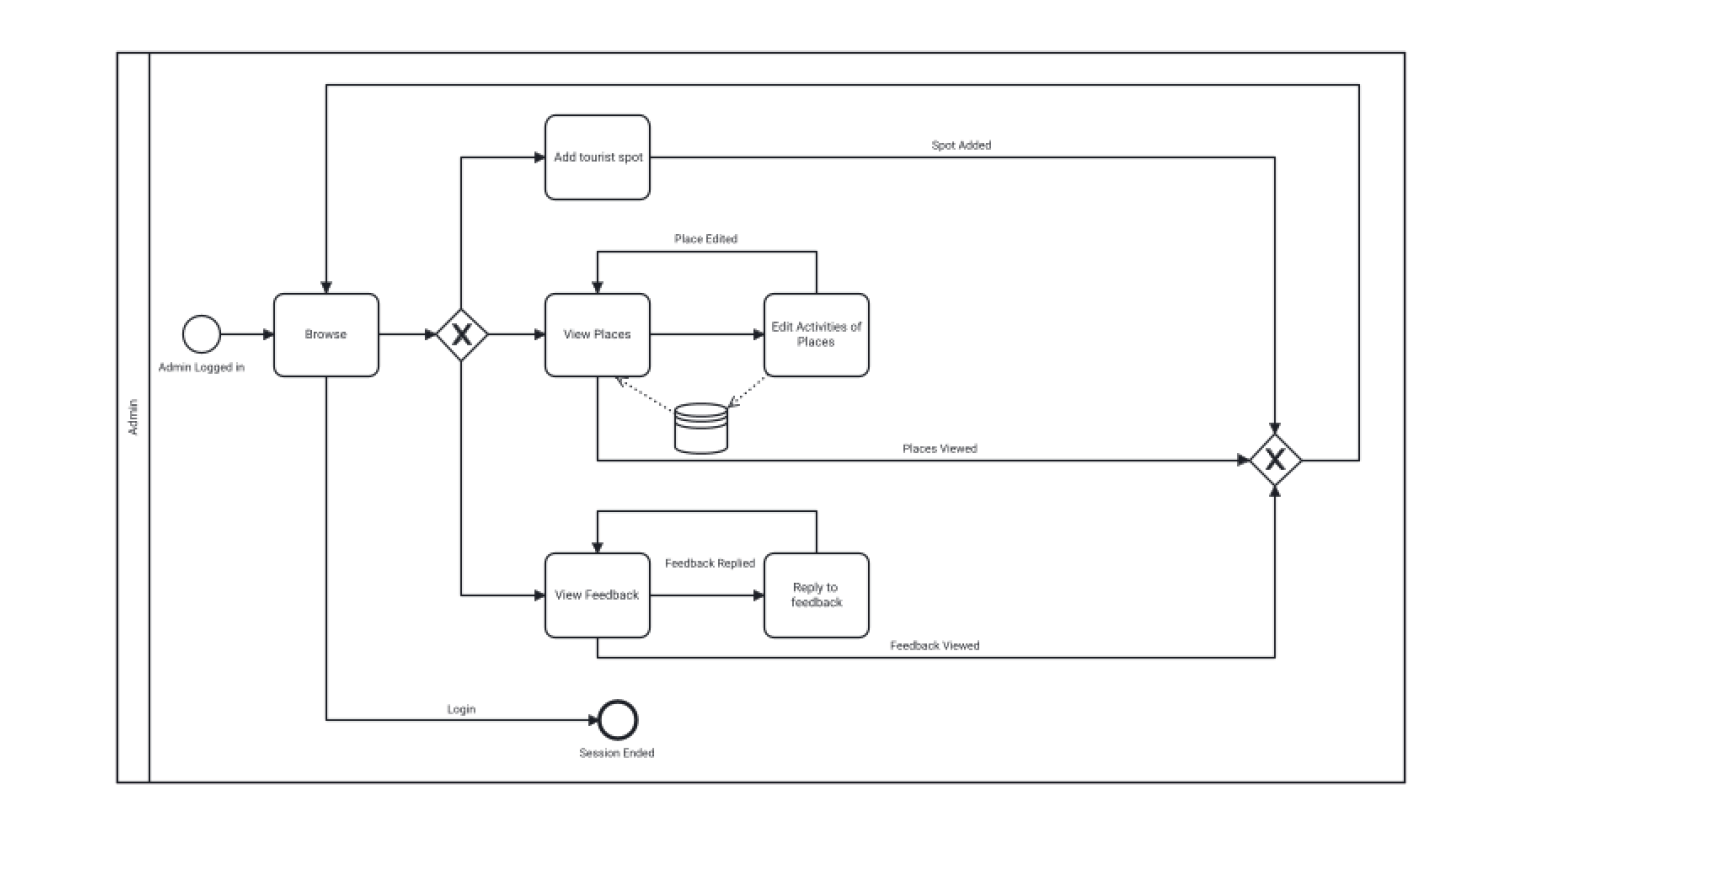 Spot Added
Add tourist spot
Place Edited
Browse
View Places
Edit Activities of
Places
Admin Logged in
Admin
Places Viewed
Feedback Replied
View Feedback
Reply to
feedback
Feedback Viewed
Login
Session Ended